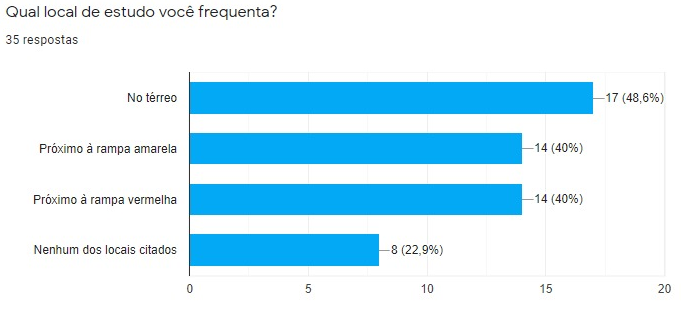 Qual local de estudo você frequenta?
35 respostas
No térreo
17 (48,6%)
Próximo à rampa amarela
14 (40%)
Próximo à rampa vermelha
14 (40%)
Nenhum dos locais citados
8 (22,9%)
0 5 10 15 20